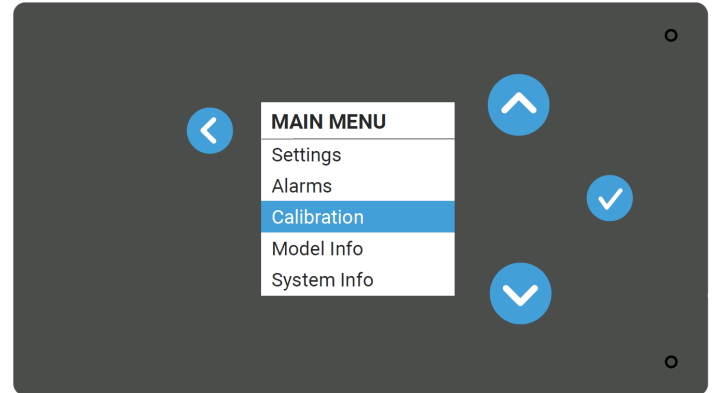 MAIN MENU
Settings
Alarms
Calibration
Model Info
System Info